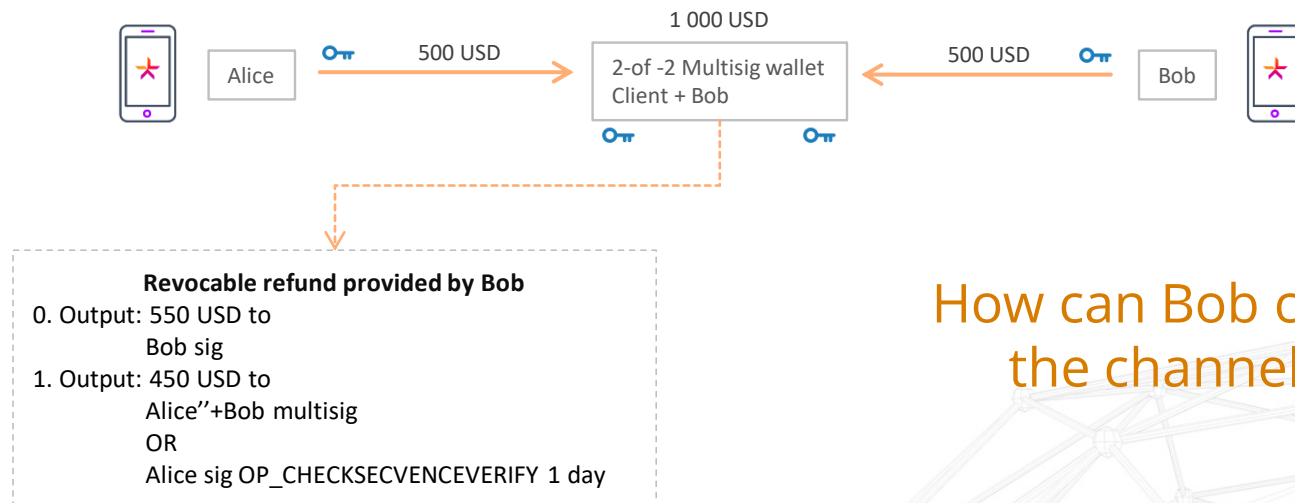 1 000 USD
Alice
500 USD
2-of -2 Multisig wallet
Client + Bob
500 USD
Bob
Revocable refund provided by Bob
0. Output: 550 USD to
Bob sig
1. Output: 450 USD to
Alice’’+Bob multisig
OR
Alice sig OP_CHECKSECVENCEVERIFY 1 day
How can Bob
the channel